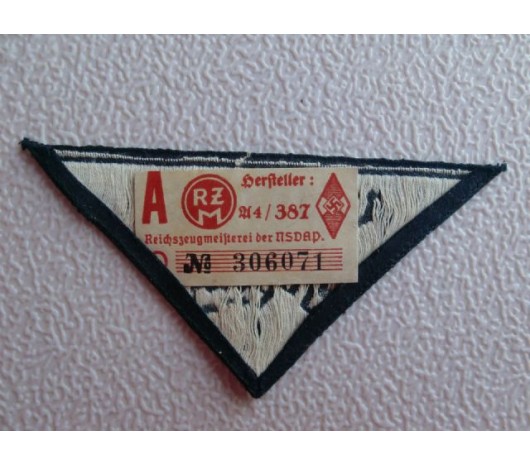 A RZM Hersteller:
A4/387
Reichszeugmeisterei der NSDAP.
№ 306071